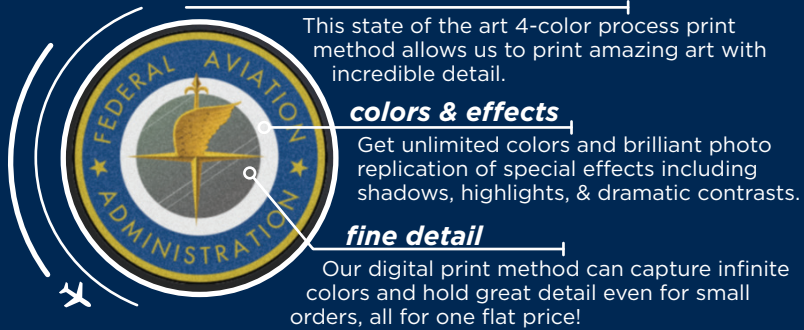 This state of the art 4-color process print
method allows us to print amazing art with
incredible detail.
FEDERAL AVIATION
ADMINISTRATION
colors & effects
Get unlimited colors and brilliant photo
replication of special effects including
shadows, highlights, & dramatic contrasts.
fine detail
Our digital print method can capture infinite
colors and hold great detail even for small
orders, all for one flat price!